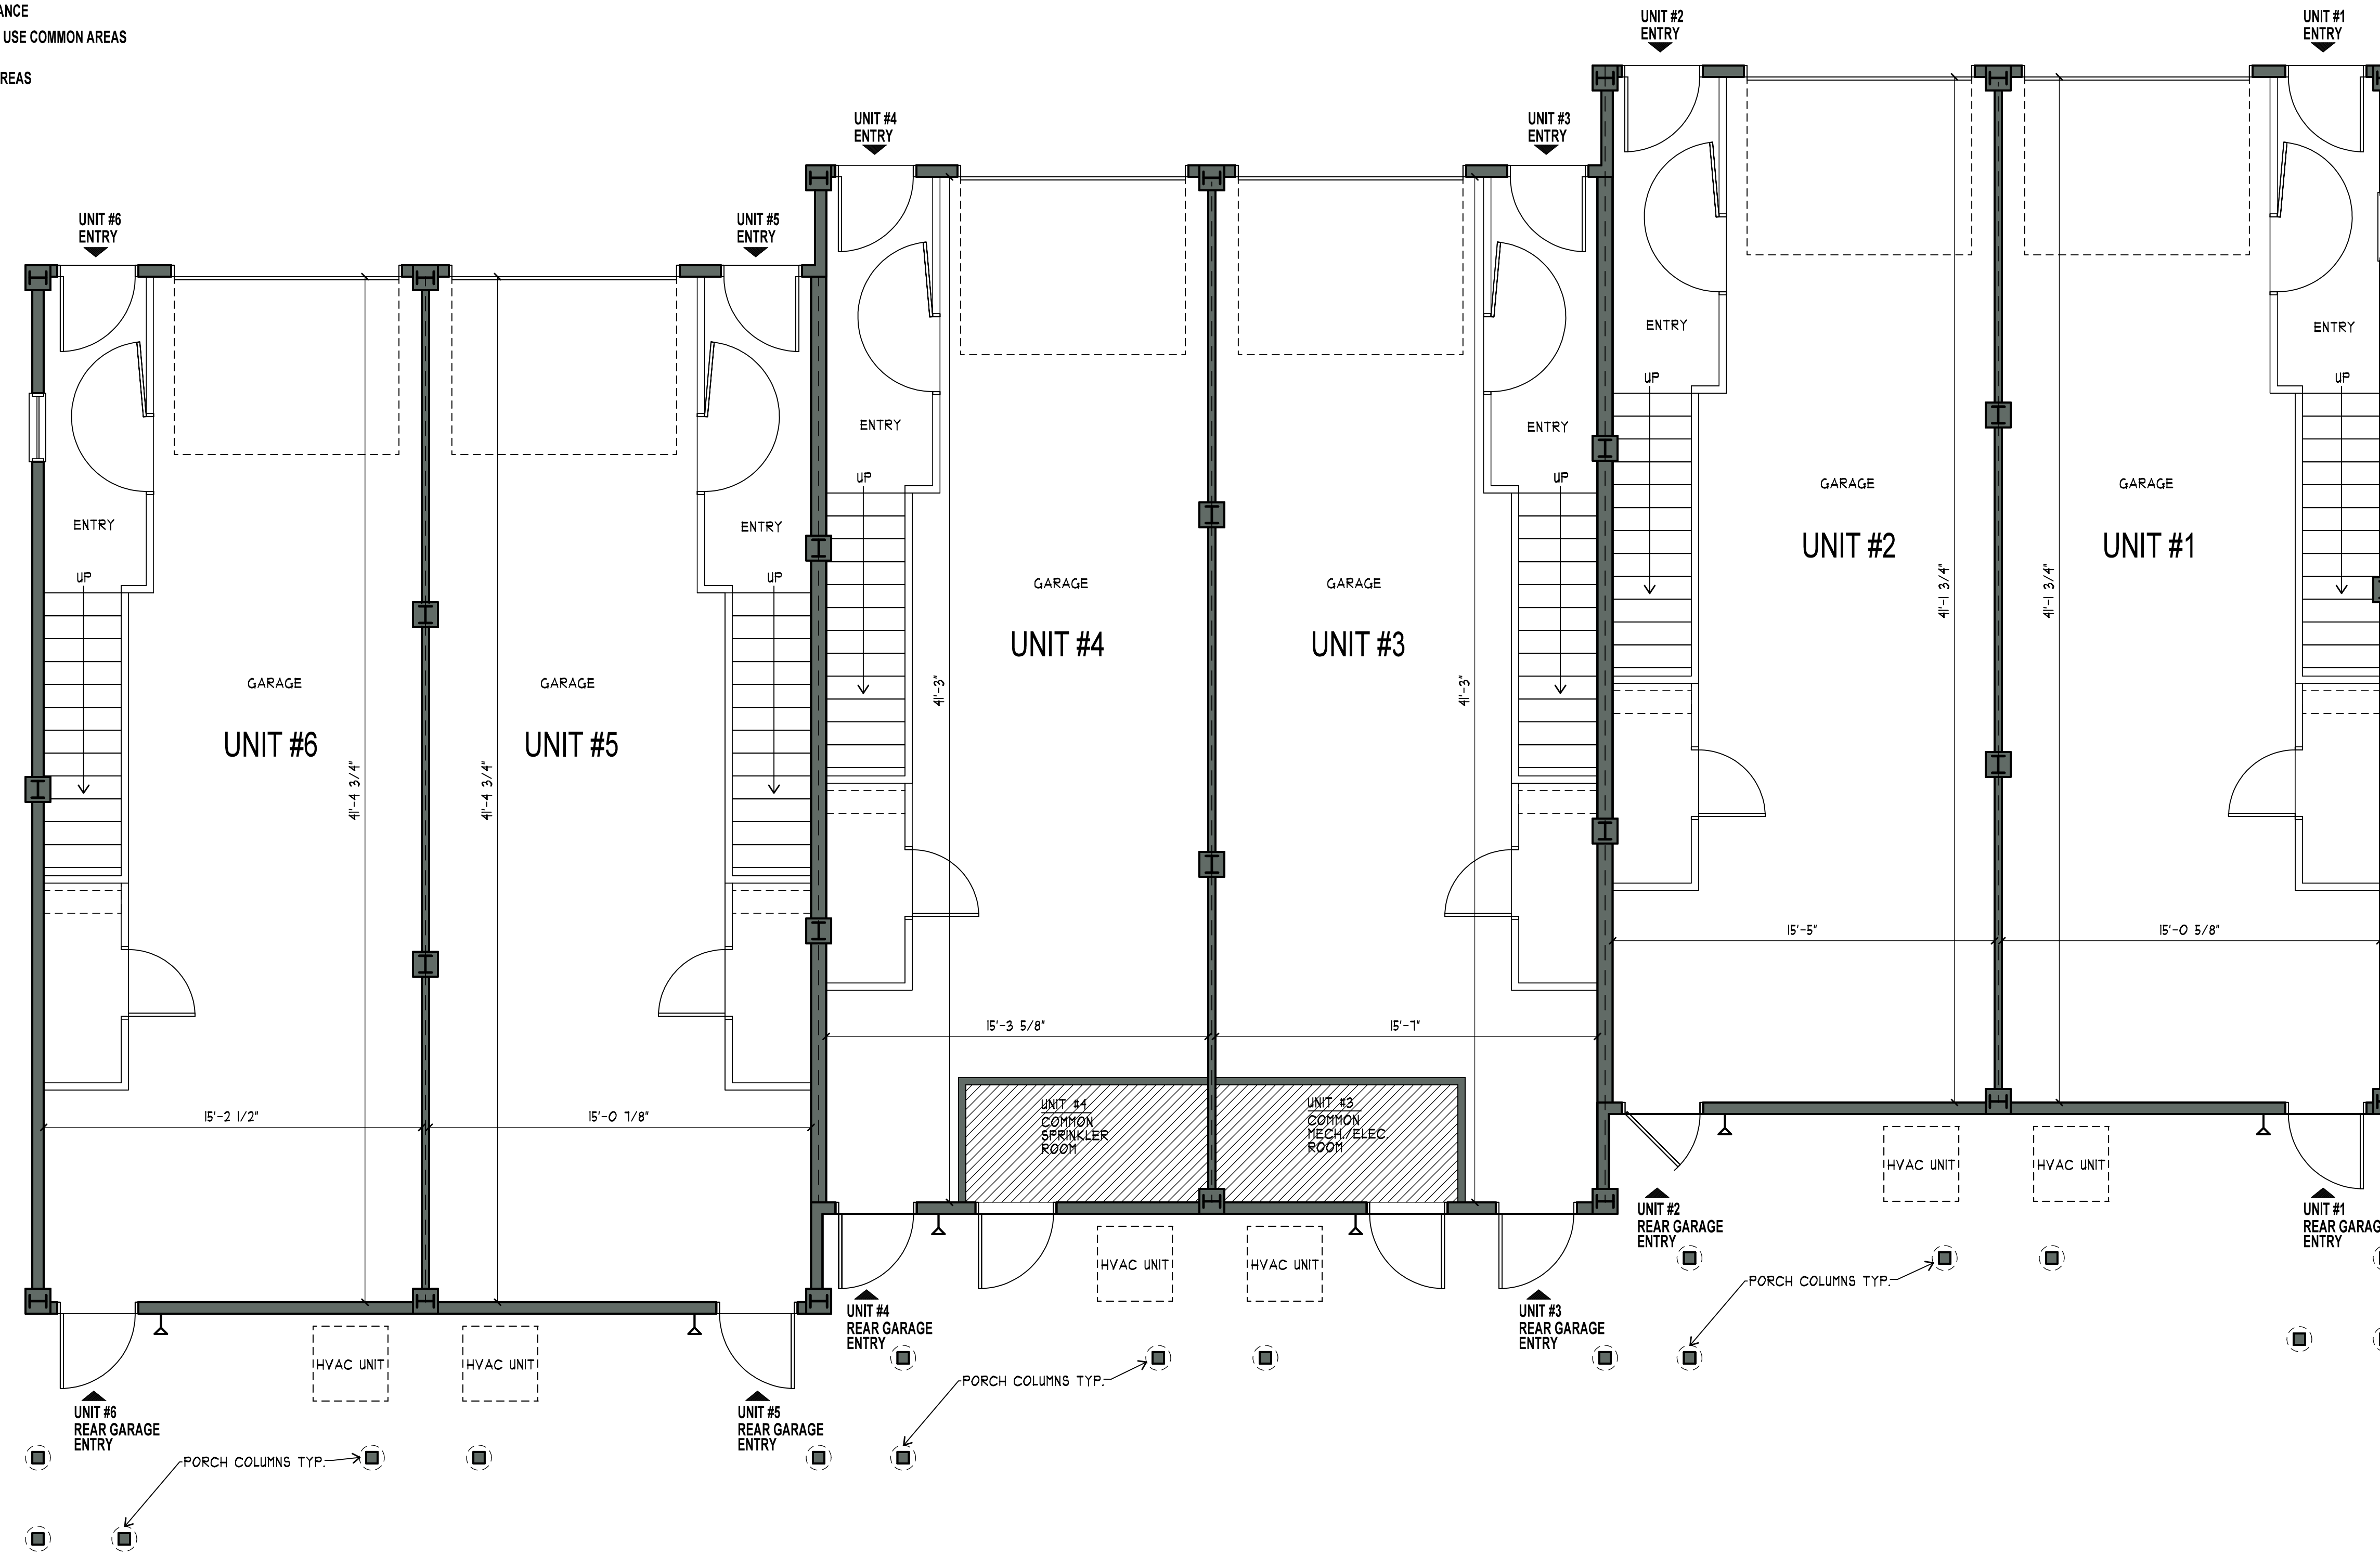 ANCE
USE COMMON AREAS
REAS
UNIT #2
ENTRY
UNIT #1
ENTRY
UNIT #4
ENTRY
UNIT #3
ENTRY
UNIT #6
ENTRY
UNIT #5
ENTRY
ENTRY
ENTRY
UP
UP
ENTRY
ENTRY
UP
UP
GARAGE
GARAGE
ENTRY
ENTRY
UNIT #2
UNIT #1
UP
UP
GARAGE
GARAGE
41'-1 3/4"
41'-1 3/4"
UNIT #4
UNIT #3
GARAGE
GARAGE
41'-3"
41'-3"
UNIT #6
UNIT #5
41'-4 3/4"
41'-4 3/4"
15'-5"
15'-0 5/8"
15'-3 5/8"
15'-7"
15'-2 1/2"
15'-0 7/8"
UNIT #4
COMMON
SPRINKLER
ROOM
UNIT #3
COMMON
MECH./ELEC.
ROOM
HVAC UNIT
HVAC UNIT
UNIT #2
REAR GARAGE
ENTRY
UNIT #1
REAR GARAG
ENTRY
HVAC UNIT
HVAC UNIT
PORCH COLUMNS TYP.
UNIT #4
REAR GARAGE
ENTRY
UNIT #3
REAR GARAGE
ENTRY
HVAC UNIT
HVAC UNIT
PORCH COLUMNS TYP.
UNIT #6
REAR GARAGE
ENTRY
UNIT #5
REAR GARAGE
ENTRY
PORCH COLUMNS TYP.